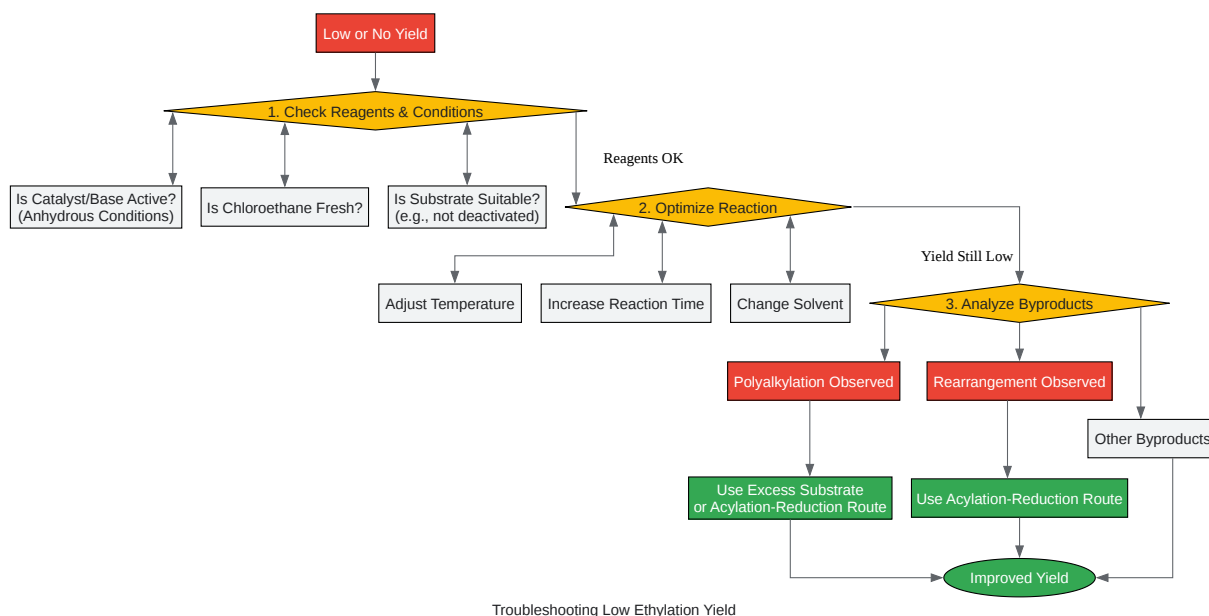 Low or No Yield
1. Check Reagents & Conditions
Reagents OK
Is Catalyst/Base Active?
(Anhydrous Conditions)
Is Chloroethane Fresh?
Is Substrate Suitable?
(e.g., not deactivated)
2. Optimize Reaction
Yield Still Low
Adjust Temperature
Increase Reaction Time
Change Solvent
3. Analyze Byproducts
Polyalkylation Observed
Rearrangement Observed
Other Byproducts
Use Excess Substrate
or Acylation-Reduction Route
Use Acylation-Reduction Route
Improved Yield
Troubleshooting Low Ethylation Yield